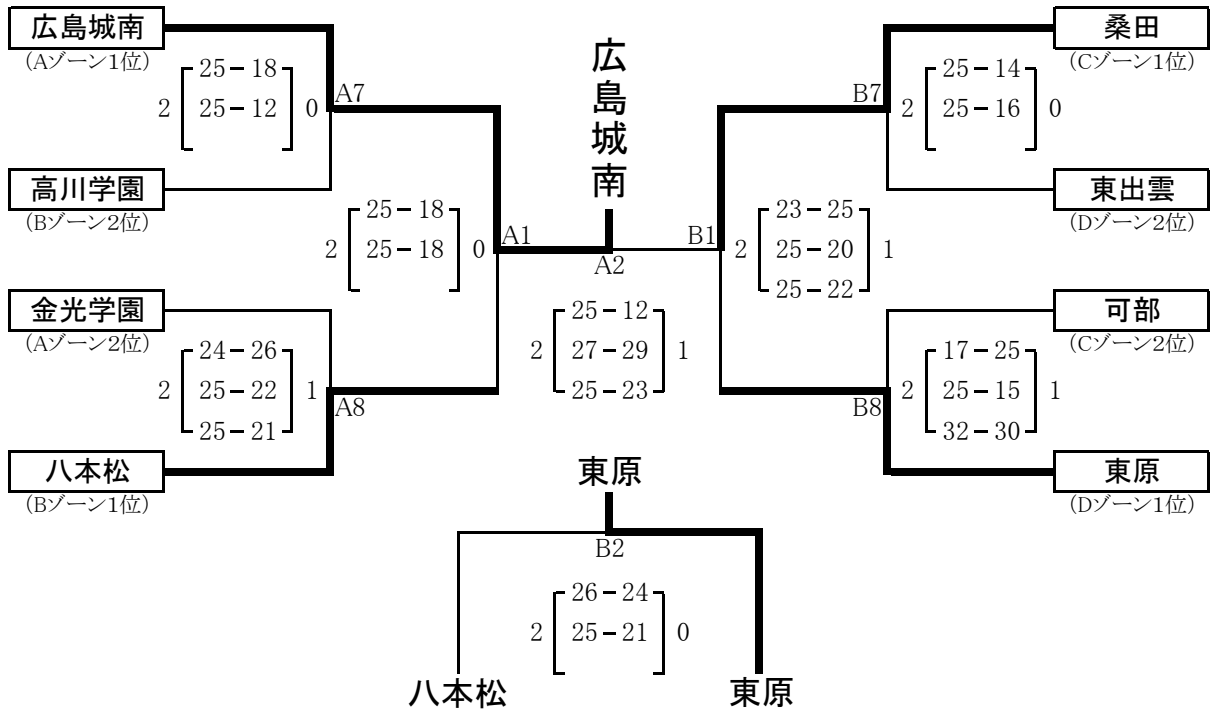 広島城南
(Aゾーン1位)
2 25-18 0
25-12
A7
高川学園
(Bゾーン2位)
2 25-18 0
25-18
A1
金光学園
(Aゾーン2位)
24-26
2 25-22 1
25-21
A8
八本松
(Bゾーン1位)
広島城南
A2
25-12
2 27-29 1
25-23
桑田
(Cゾーン1位)
B7
25-14
2 25-16 0
東出雲
(Dゾーン2位)
B1
23-25
2 25-20 1
25-22
可部
(Cゾーン2位)
17-25
2 25-15 1
32-30
B8
東原
(Dゾーン1位)
東原
B2
26-24
2 25-21 0
八本松 東原